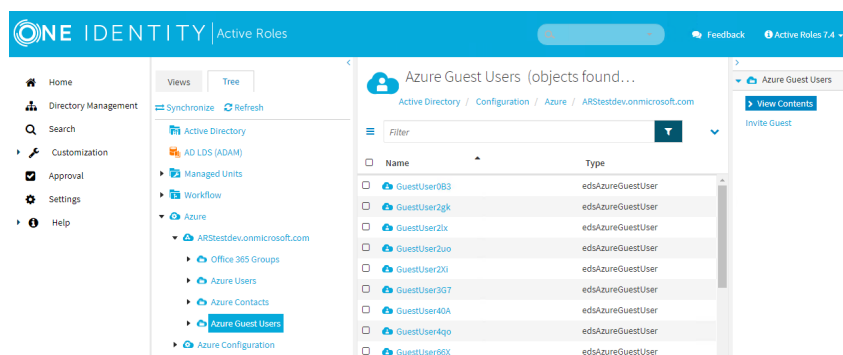 ONE IDENTITY Active Roles
Feedback
Active Roles 7.4
Home
Directory Management
Search
Customization
Approval
Settings
Help
Views
Tree
Synchronize
Refresh
Active Directory
AD LDS (ADAM)
Managed Units
Workflow
Azure
ARStestdev.onmicrosoft.com
Office 365 Groups
Azure Users
Azure Contacts
Azure Guest Users
Azure Configuration
Azure Guest Users (objects found...
Active Directory / Configuration / Azure / ARStestdev.onmicrosoft.com
Filter
Name Type
GuestUser0B3 edsAzureGuestUser
GuestUser2gk edsAzureGuestUser
GuestUser2lx edsAzureGuestUser
GuestUser2uo edsAzureGuestUser
GuestUser2Xi edsAzureGuestUser
GuestUser3G7 edsAzureGuestUser
GuestUser40A edsAzureGuestUser
GuestUser4qo edsAzureGuestUser
GuestUser66X edsAzureGuestUser
Azure Guest Users
View Contents
Invite Guest